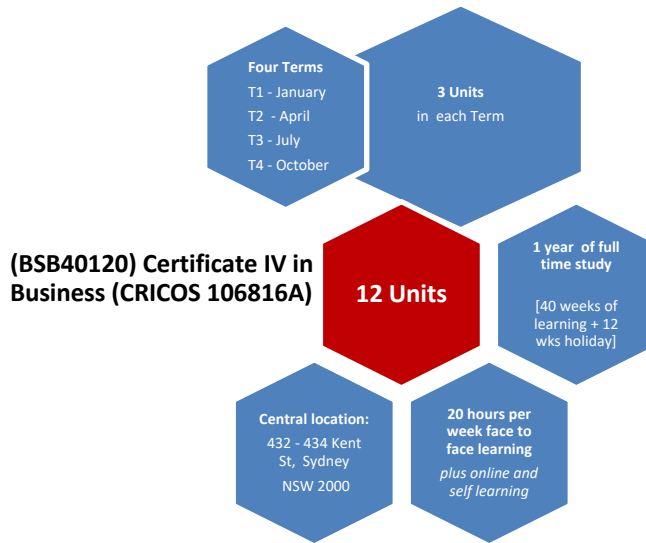 Four Terms
T1 - January
T2 - April
T3 - July
T4 - October
3 Units
in each Term
(BSB40120) Certificate IV in
Business (CRICOS 106816A)
12 Units
1 year of full
time study
[40 weeks of
learning + 12
wks holiday]
Central location:
432 - 434 Kent
St, Sydney
NSW 2000
20 hours per
week face to
face learning
plus online and
self learning